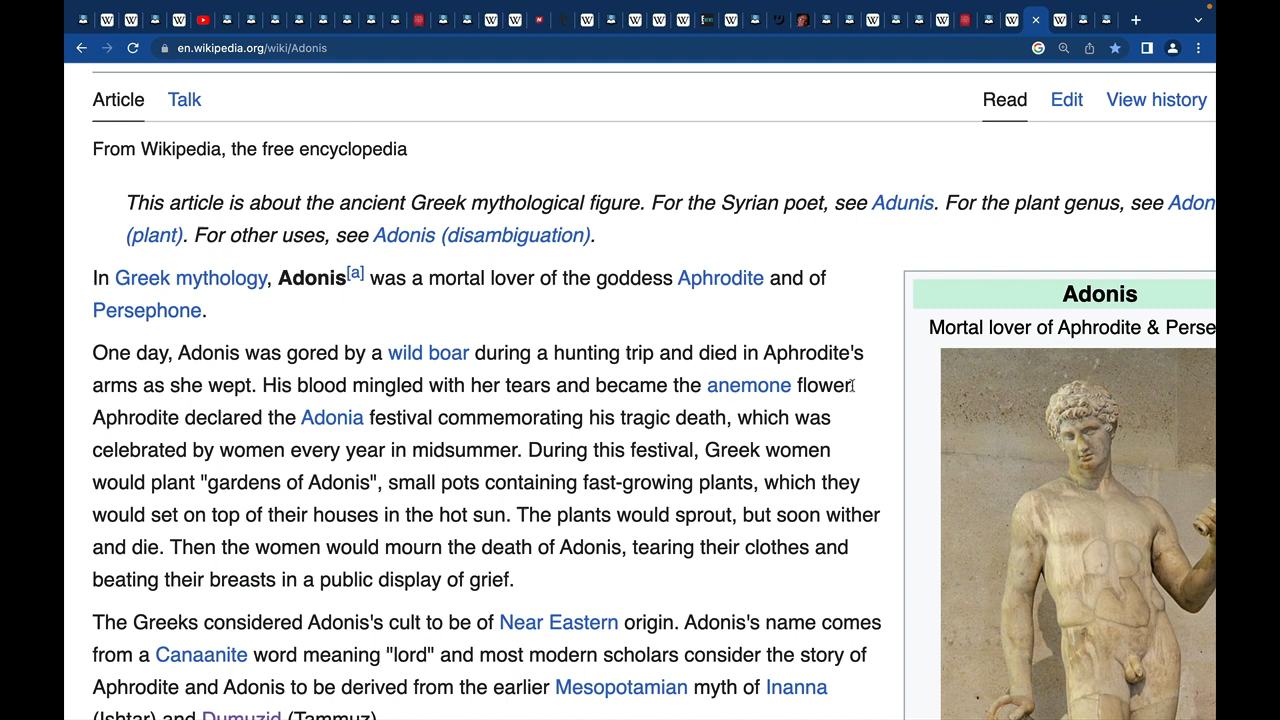 en.wikipedia.org/wiki/Adonis
Article Talk Read Edit View history
From Wikipedia, the free encyclopedia
This article is about the ancient Greek mythological figure. For the Syrian poet, see Adunis. For the plant genus, see Adon
(plant). For other uses, see Adonis (disambiguation).
In Greek mythology, Adonis[a] was a mortal lover of the goddess Aphrodite and of
Persephone.
One day, Adonis was gored by a wild boar during a hunting trip and died in Aphrodite's
arms as she wept. His blood mingled with her tears and became the anemone flower.
Aphrodite declared the Adonia festival commemorating his tragic death, which was
celebrated by women every year in midsummer. During this festival, Greek women
would plant "gardens of Adonis", small pots containing fast-growing plants, which they
would set on top of their houses in the hot sun. The plants would sprout, but soon wither
and die. Then the women would mourn the death of Adonis, tearing their clothes and
beating their breasts in a public display of grief.
The Greeks considered Adonis's cult to be of Near Eastern origin. Adonis's name comes
from a Canaanite word meaning "lord" and most modern scholars consider the story of
Aphrodite and Adonis to be derived from the earlier Mesopotamian myth of Inanna
(Ishtar) and Dumuzid (Tammuz).
Adonis
Mortal lover of Aphrodite & Perse